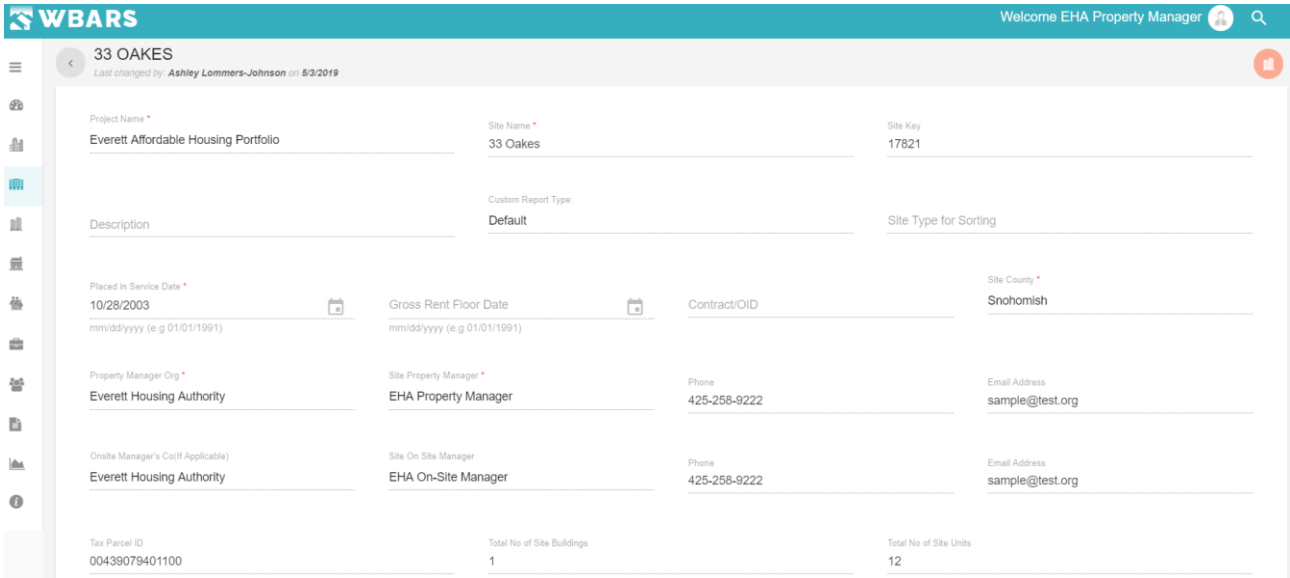 WBARS
Welcome EHA Property Manager
33 OAKES
Last changed by: Ashley Lommers-Johnson on 5/3/2019
Project Name *
Everett Affordable Housing Portfolio
Site Name *
33 Oakes
Site Key
17821
Description
Custom Report Type:
Default
Site Type for Sorting
Placed in Service Date *
10/28/2003
mm/dd/yyyy (e.g 01/01/1991)
Gross Rent Floor Date
mm/dd/yyyy (e.g 01/01/1991)
Contract/OID
Site County *
Snohomish
Property Manager Org *
Everett Housing Authority
Site Property Manager *
EHA Property Manager
Phone
425-258-9222
Email Address
sample@test.org
Onsite Manager's Co(If Applicable)
Everett Housing Authority
Site On Site Manager
EHA On-Site Manager
Phone
425-258-9222
Email Address
sample@test.org
Tax Parcel ID
00439079401100
Total No of Site Buildings
1
Total No of Site Units
12